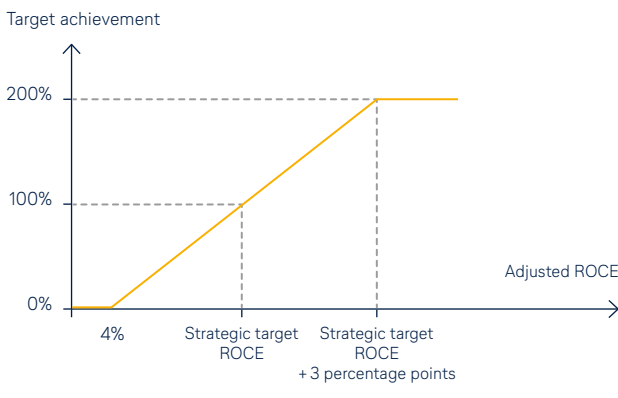 Target achievement
200%
100%
0%
Adjusted ROCE
4%
Strategic target
ROCE
Strategic target
ROCE
+ 3 percentage points